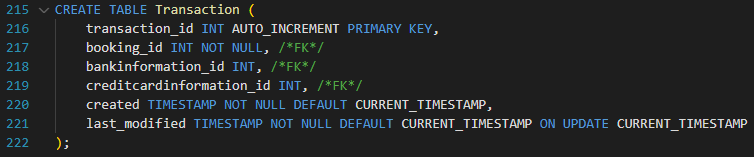 215 CREATE TABLE Transaction (
216 transaction_id INT AUTO_INCREMENT PRIMARY KEY,
217 booking_id INT NOT NULL, /*FK*/
218 bankinformation_id INT, /*FK*/
219 creditcardinformation_id INT, /*FK*/
220 created TIMESTAMP NOT NULL DEFAULT CURRENT_TIMESTAMP,
221 last_modified TIMESTAMP NOT NULL DEFAULT CURRENT_TIMESTAMP ON UPDATE CURRENT_TIMESTAMP
222 );